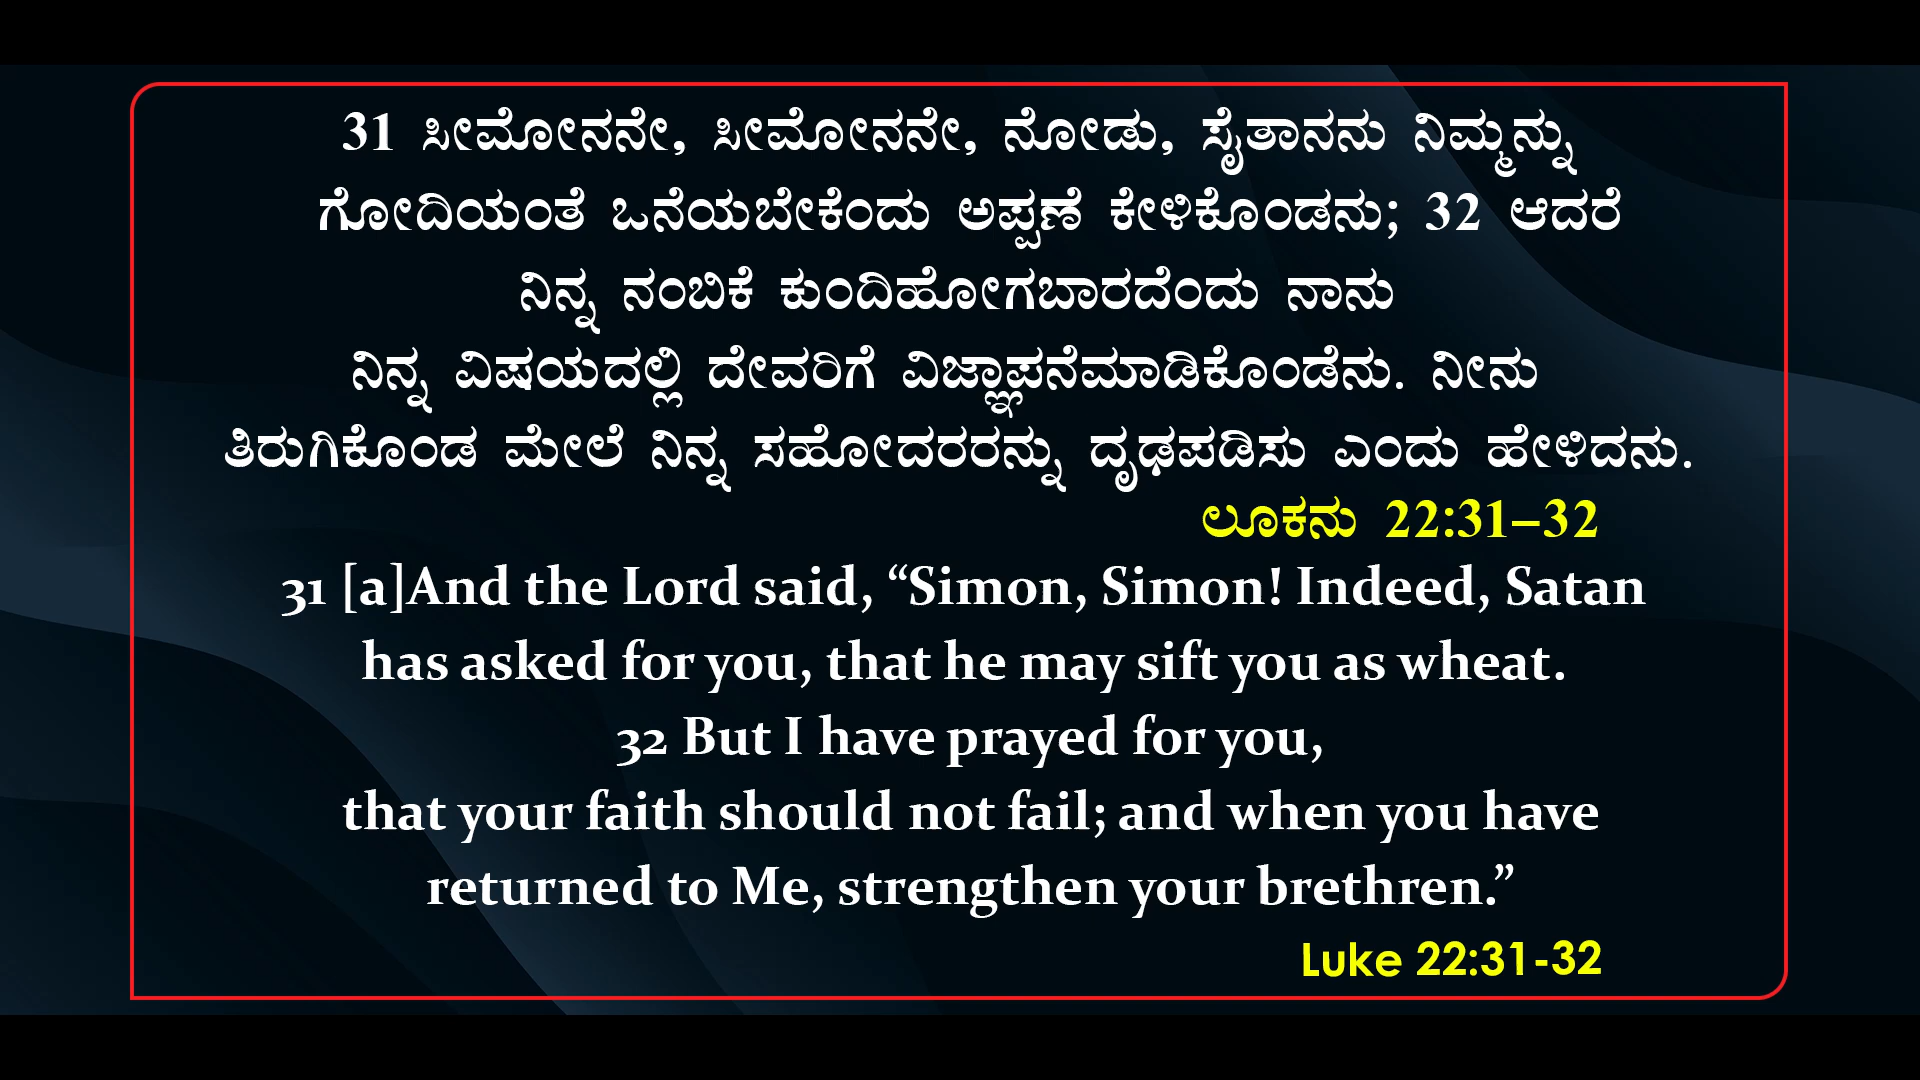 31 ಸೀಮೋನನೇ, ಸೀಮೋನನೇ, ನೋಡು, ಸೈತಾನನು ನಿಮ್ಮನ್ನು
ಗೋದಿಯಂತೆ ಒನೆಯಬೇಕೆಂದು ಅಪ್ಪಣೆ ಕೇಳಿಕೊಂಡನು; 32 ಆದರೆ
ನಿನ್ನ ನಂಬಿಕೆ ಕುಂದಿಹೋಗಬಾರದೆಂದು ನಾನು
ನಿನ್ನ ವಿಷಯದಲ್ಲಿ ದೇವರಿಗೆ ವಿಜ್ಞಾಪನೆಮಾಡಿಕೊಂಡೆನು. ನೀನು
ತಿರುಗಿಕೊಂಡ ಮೇಲೆ ನಿನ್ನ ಸಹೋದರರನ್ನು ದೃಢಪಡಿಸು ಎಂದು ಹೇಳಿದನು.
ಲೂಕನು 22:31–32
31 [a]And the Lord said, “Simon, Simon! Indeed, Satan
has asked for you, that he may sift you as wheat.
32 But I have prayed for you,
that your faith should not fail; and when you have
returned to Me, strengthen your brethren.”
Luke 22:31-32